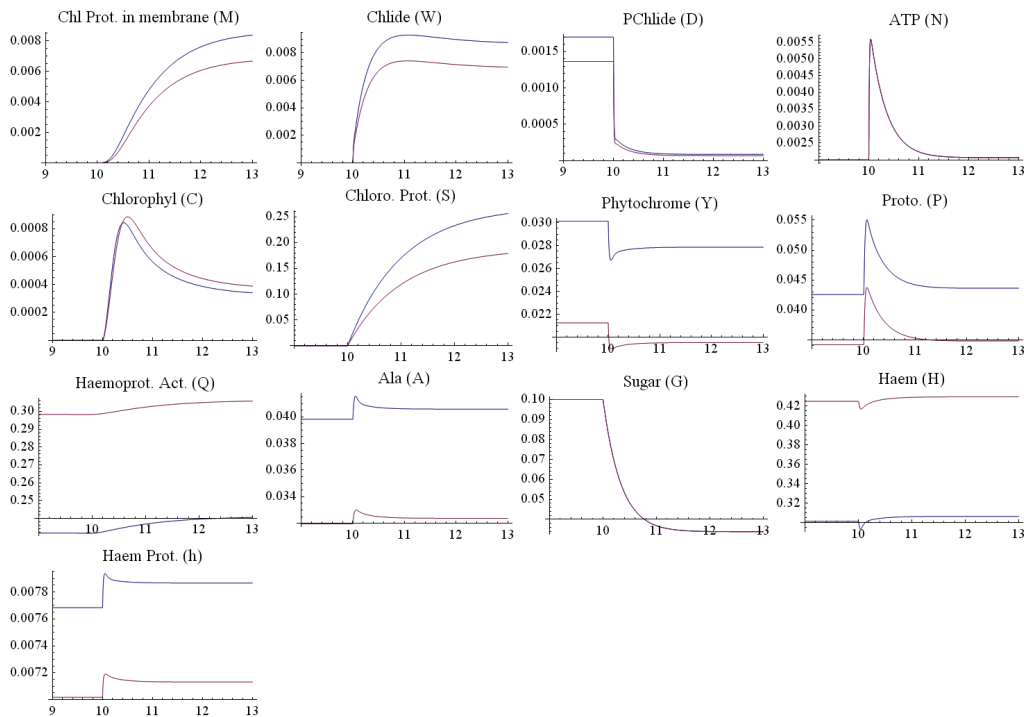 Chl Prot. in membrane (M)
0.008
0.006
0.004
0.002
9 10 11 12 13
Chlide (W)
0.008
0.006
0.004
0.002
9 10 11 12 13
PChlide (D)
0.0015
0.0010
0.0005
9 10 11 12 13
ATP (N)
0.0055
0.0050
0.0045
0.0040
0.0035
0.0030
0.0025
10 11 12 13
Chlorophyl (C)
0.0008
0.0006
0.0004
0.0002
10 11 12 13
Chloro. Prot. (S)
0.25
0.20
0.15
0.10
0.05
10 11 12 13
Phytochrome (Y)
0.030
0.028
0.026
0.024
0.022
10 11 12 13
Proto. (P)
0.055
0.050
0.045
0.040
10 11 12 13
Haemoprot. Act. (Q)
0.30
0.29
0.28
0.27
0.26
0.25
10 11 12 13
Ala (A)
0.040
0.038
0.036
0.034
10 11 12 13
Sugar (G)
0.10
0.09
0.08
0.07
0.06
0.05
10 11 12 13
Haem (H)
0.42
0.40
0.38
0.36
0.34
0.32
10 11 12 13
Haem Prot. (h)
0.0078
0.0076
0.0074
0.0072
9 10 11 12 13